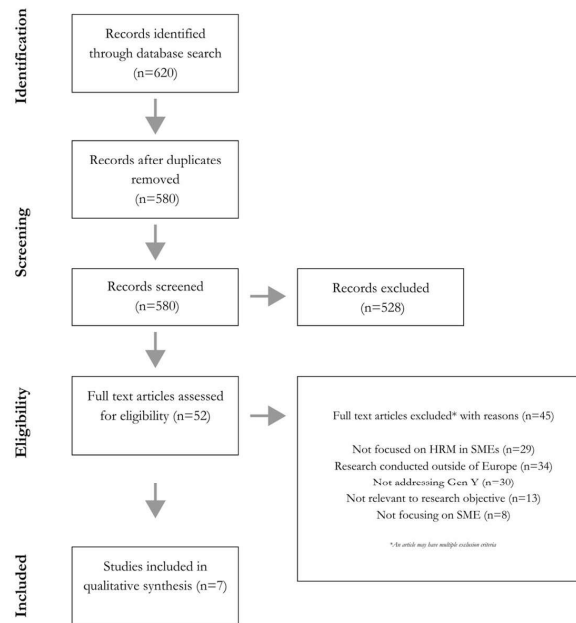 Identification
Records identified
through database search
(n=620)
Records after duplicates
removed
(n=580)
Screening
Records screened
(n=580)
Records excluded
(n=528)
Eligibility
Full text articles assessed
for eligibility (n=52)
Full text articles excluded* with reasons (n=45)
Not focused on HRM in SMEs (n=29)
Research conducted outside of Europe (n=34)
Not addressing Gen Y (n=30)
Not relevant to research objective (n=13)
Not focusing on SME (n=8)
*An article may have multiple exclusion criteria
Included
Studies included in
qualitative synthesis (n=7)